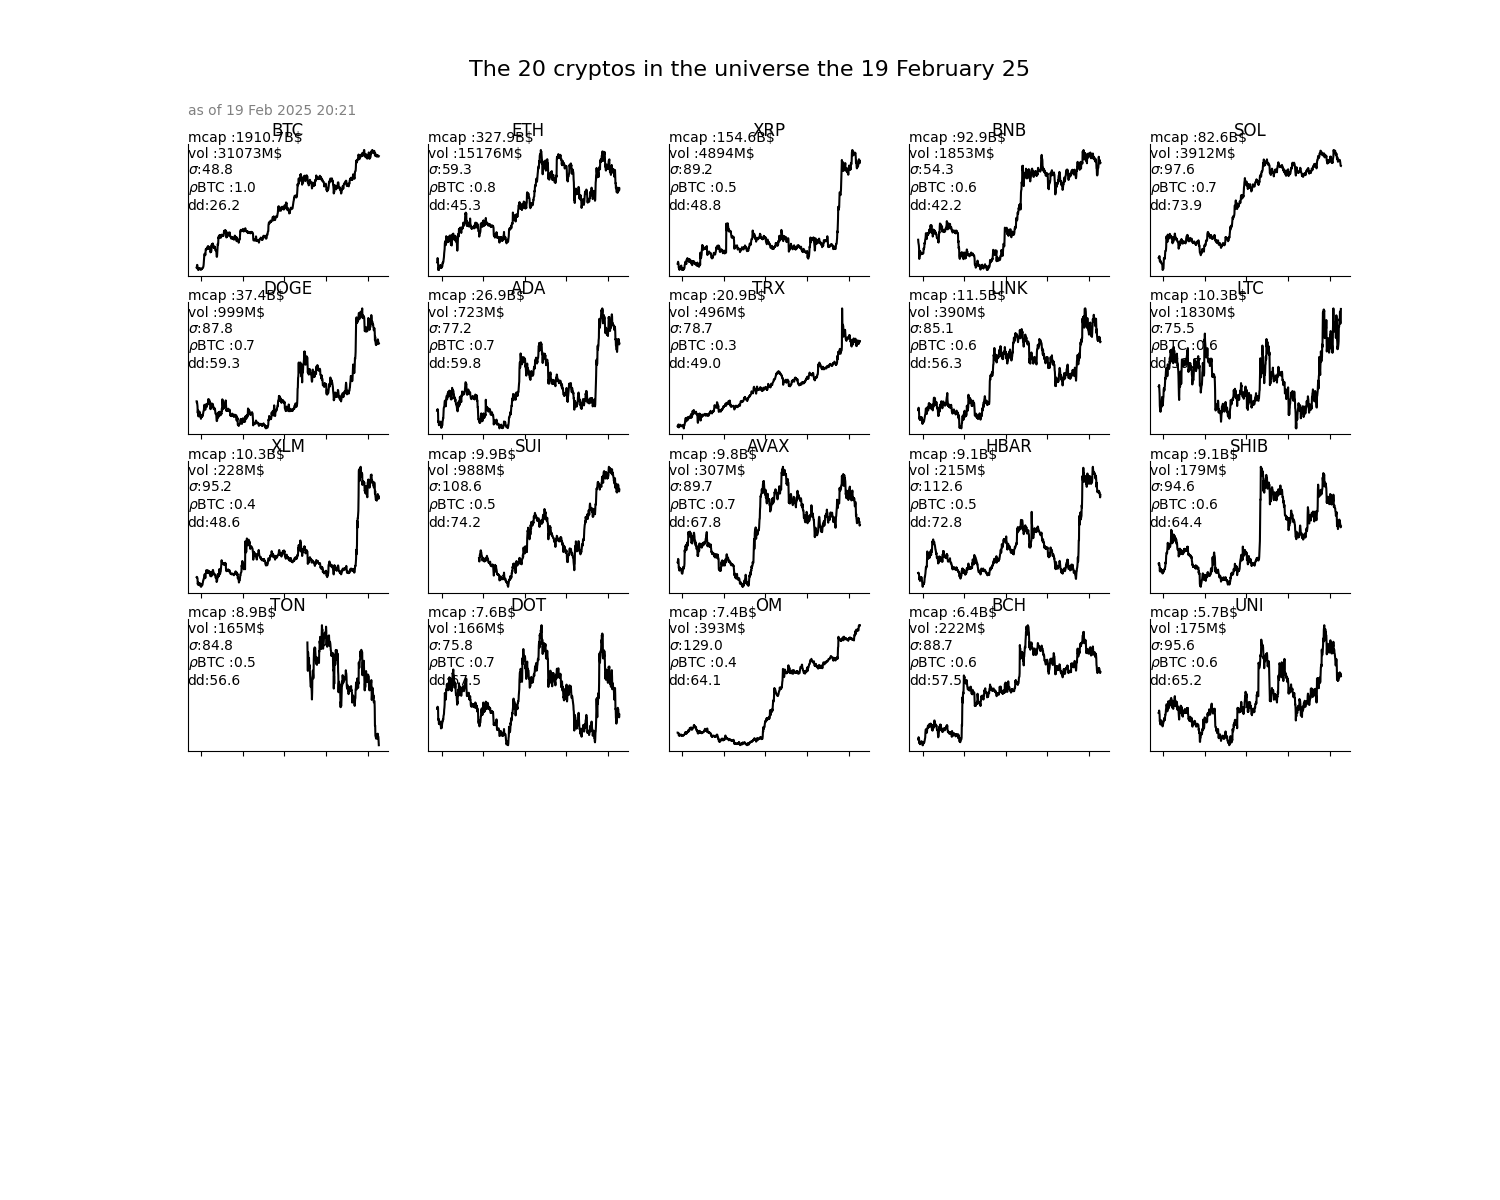 The 20 cryptos in the universe the 19 February 25
as of 19 Feb 2025 20:21
BTC
mcap :1910.7B$
vol :31073M$
σ:48.8
ρBTC :1.0
dd:26.2
ETH
mcap :327.9B$
vol :15176M$
σ:59.3
ρBTC :0.8
dd:45.3
XRP
mcap :154.6B$
vol :4894M$
σ:89.2
ρBTC :0.5
dd:48.8
BNB
mcap :92.9B$
vol :1853M$
σ:54.3
ρBTC :0.6
dd:42.2
SOL
mcap :82.6B$
vol :3912M$
σ:97.6
ρBTC :0.7
dd:73.9
DOGE
mcap :37.4B$
vol :999M$
σ:87.8
ρBTC :0.7
dd:59.3
ADA
mcap :26.9B$
vol :723M$
σ:77.2
ρBTC :0.7
dd:59.8
TRX
mcap :20.9B$
vol :496M$
σ:78.7
ρBTC :0.3
dd:49.0
LINK
mcap :11.5B$
vol :390M$
σ:85.1
ρBTC :0.6
dd:56.3
LTC
mcap :10.3B$
vol :1830M$
σ:75.5
ρBTC :0.6
XLM
mcap :10.3B$
vol :228M$
σ:95.2
ρBTC :0.4
dd:48.6
SUI
mcap :9.9B$
vol :988M$
σ:108.6
ρBTC :0.5
dd:74.2
AVAX
mcap :9.8B$
vol :307M$
σ:89.7
ρBTC :0.7
dd:67.8
HBAR
mcap :9.1B$
vol :215M$
σ:112.6
ρBTC :0.5
dd:72.8
SHIB
mcap :9.1B$
vol :179M$
σ:94.6
ρBTC :0.6
dd:64.4
TON
mcap :8.9B$
vol :165M$
σ:84.8
ρBTC :0.5
dd:56.6
DOT
mcap :7.6B$
vol :166M$
σ:75.8
ρBTC :0.7
dd:67.5
OM
mcap :7.4B$
vol :393M$
σ:129.0
ρBTC :0.4
dd:64.1
BCH
mcap :6.4B$
vol :222M$
σ:88.7
ρBTC :0.6
dd:57.5
UNI
mcap :5.7B$
vol :175M$
σ:95.6
ρBTC :0.6
dd:65.2